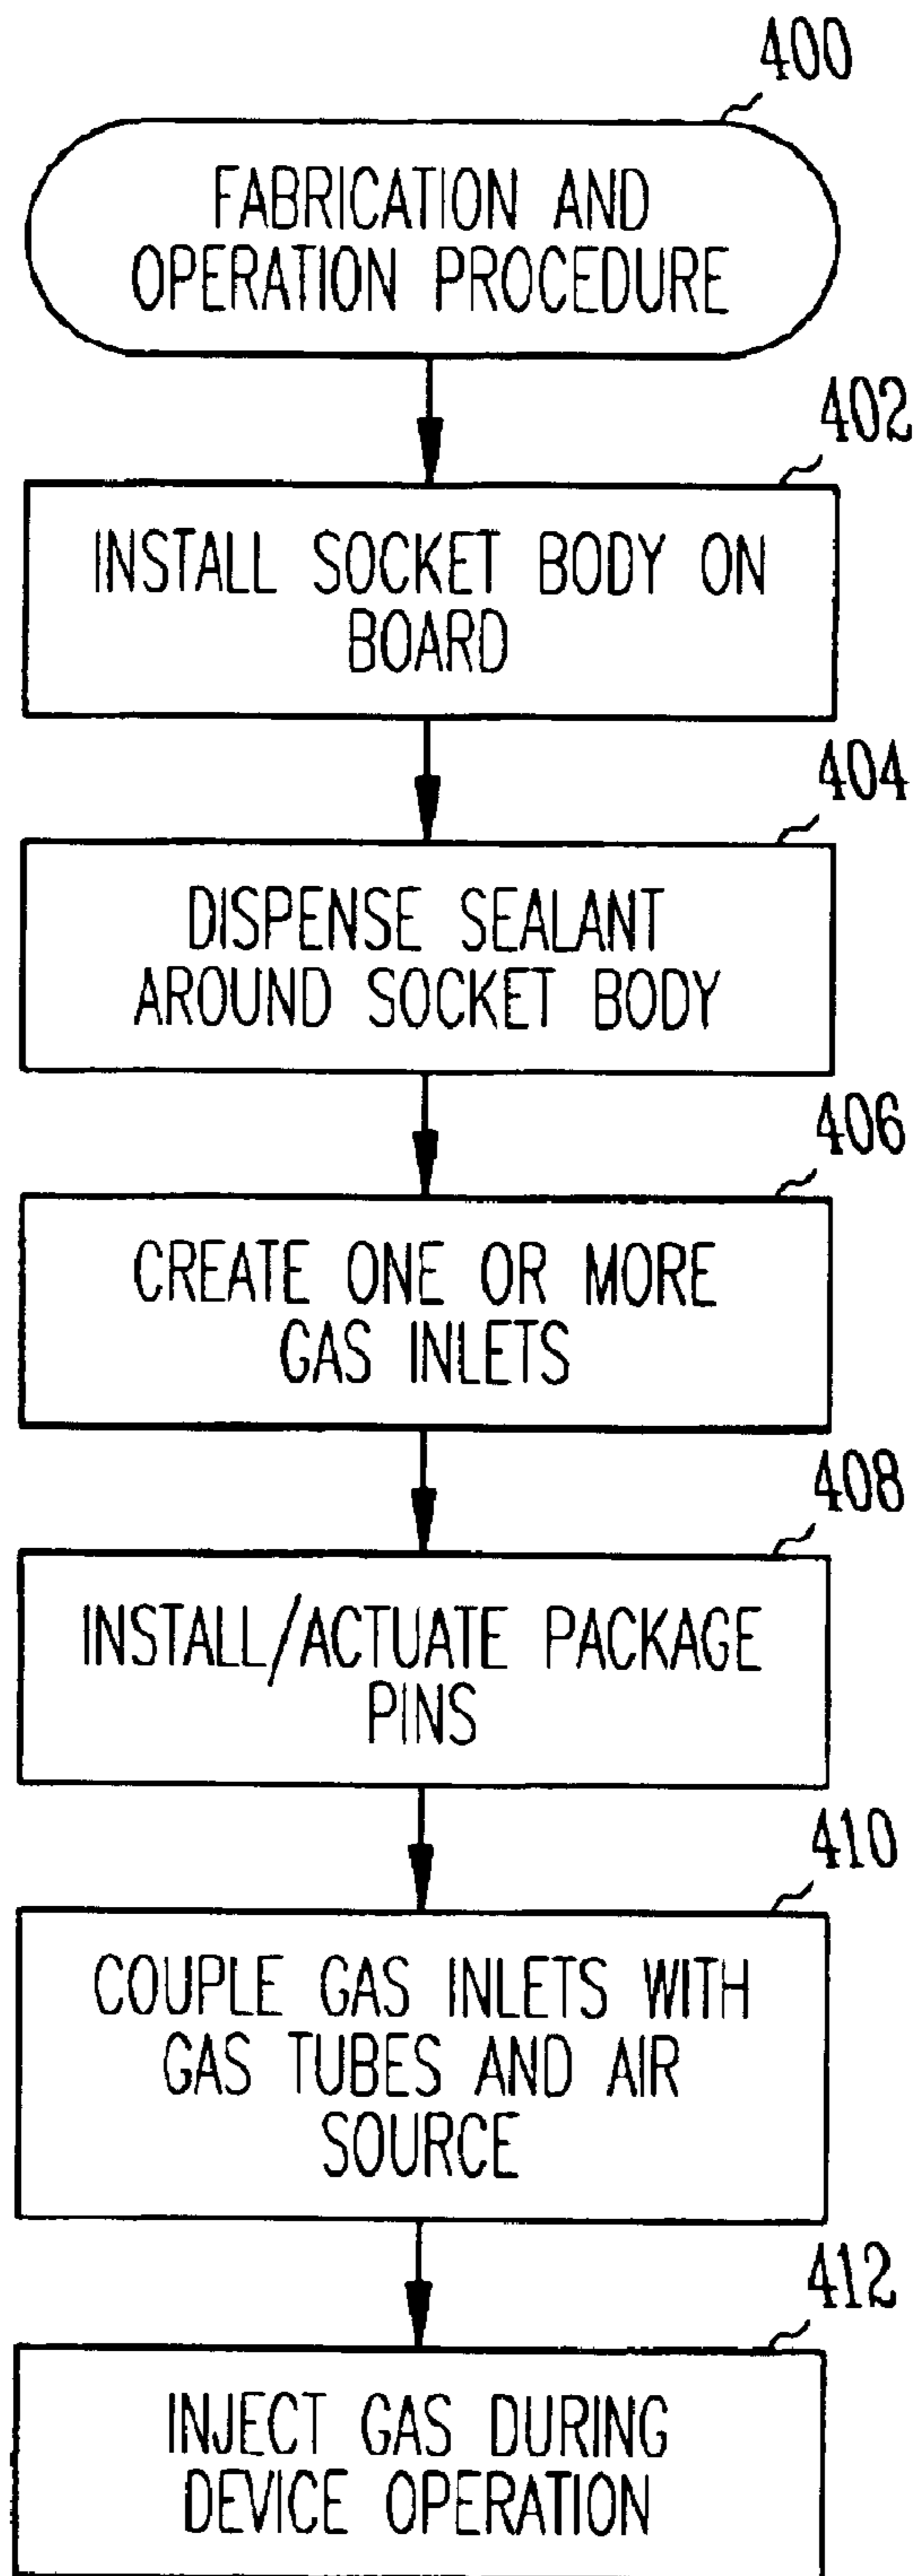 400
FABRICATION AND
OPERATION PROCEDURE
402
INSTALL SOCKET BODY ON
BOARD
404
DISPENSE SEALANT
AROUND SOCKET BODY
406
CREATE ONE OR MORE
GAS INLETS
408
INSTALL/ACTUATE PACKAGE
PINS
410
COUPLE GAS INLETS WITH
GAS TUBES AND AIR
SOURCE
412
INJECT GAS DURING
DEVICE OPERATION